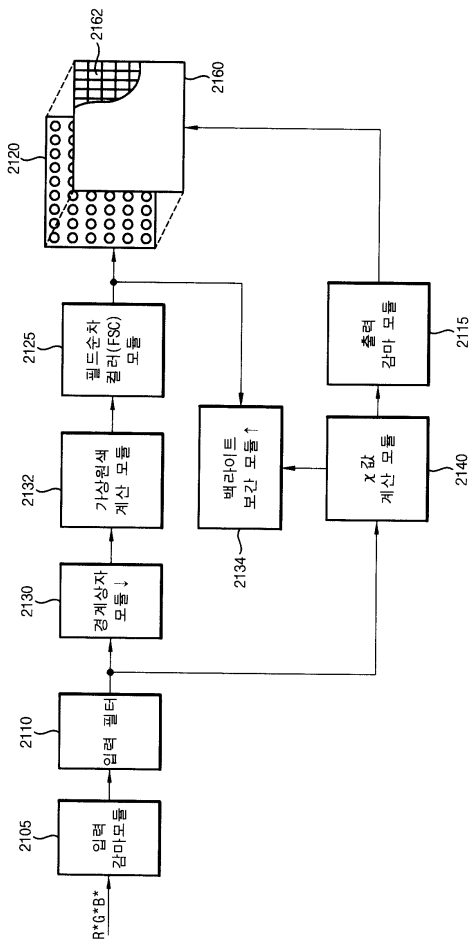 R*G*B*
2105
입력
감마모듈
2110
입력 필터
2130
경계상자
모듈↓
2132
가상원색
계산 모듈
2125
필드순차
컬러(FSC)
모듈
2120
2162
2160
백라이트
보간 모듈↑
2134
χ값
계산 모듈
2140
출력
감마 모듈
2115